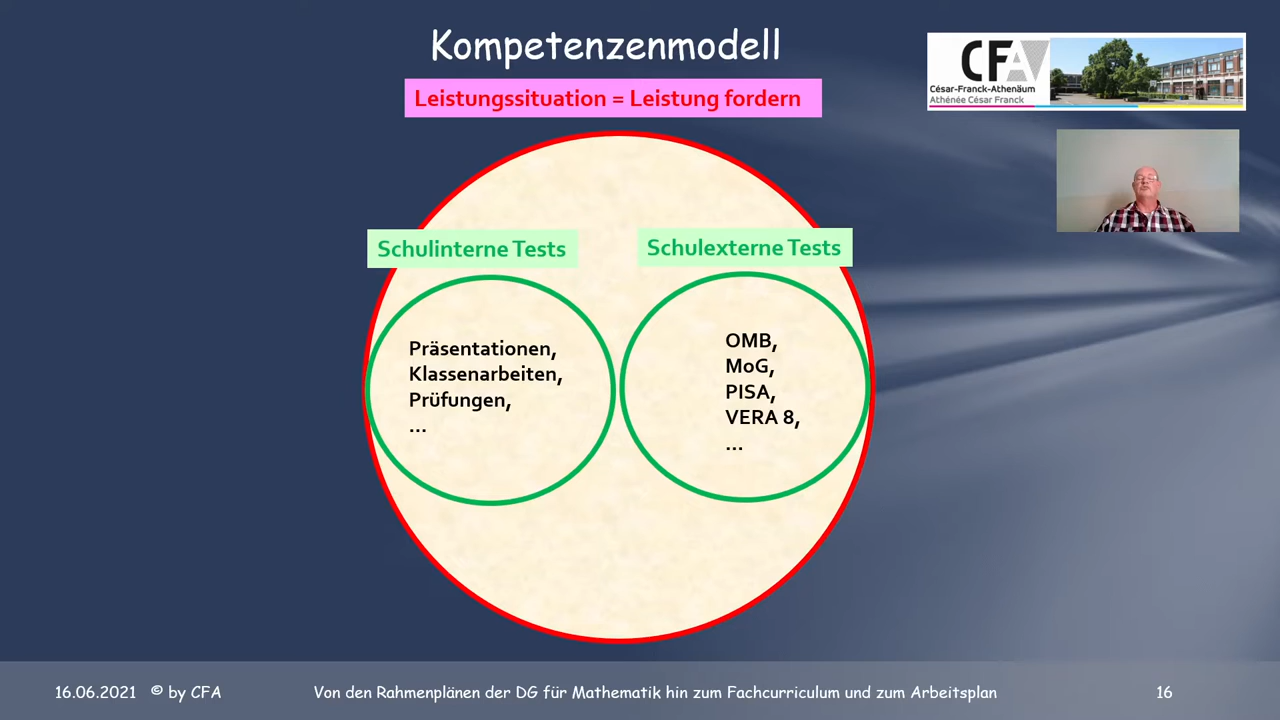 Kompetenzenmodell
Leistungssituation = Leistung fordern
CFA
César-Franck-Athenäum
Athénée César Franck
Schulinterne Tests
Schulexterne Tests
Präsentationen,
Klassenarbeiten,
Prüfungen,
...
OMB,
MoG,
PISA,
VERA 8,
...
16.06.2021 © by CFA
Von den Rahmenplänen der DG für Mathematik hin zum Fachcurriculum und zum Arbeitsplan
16